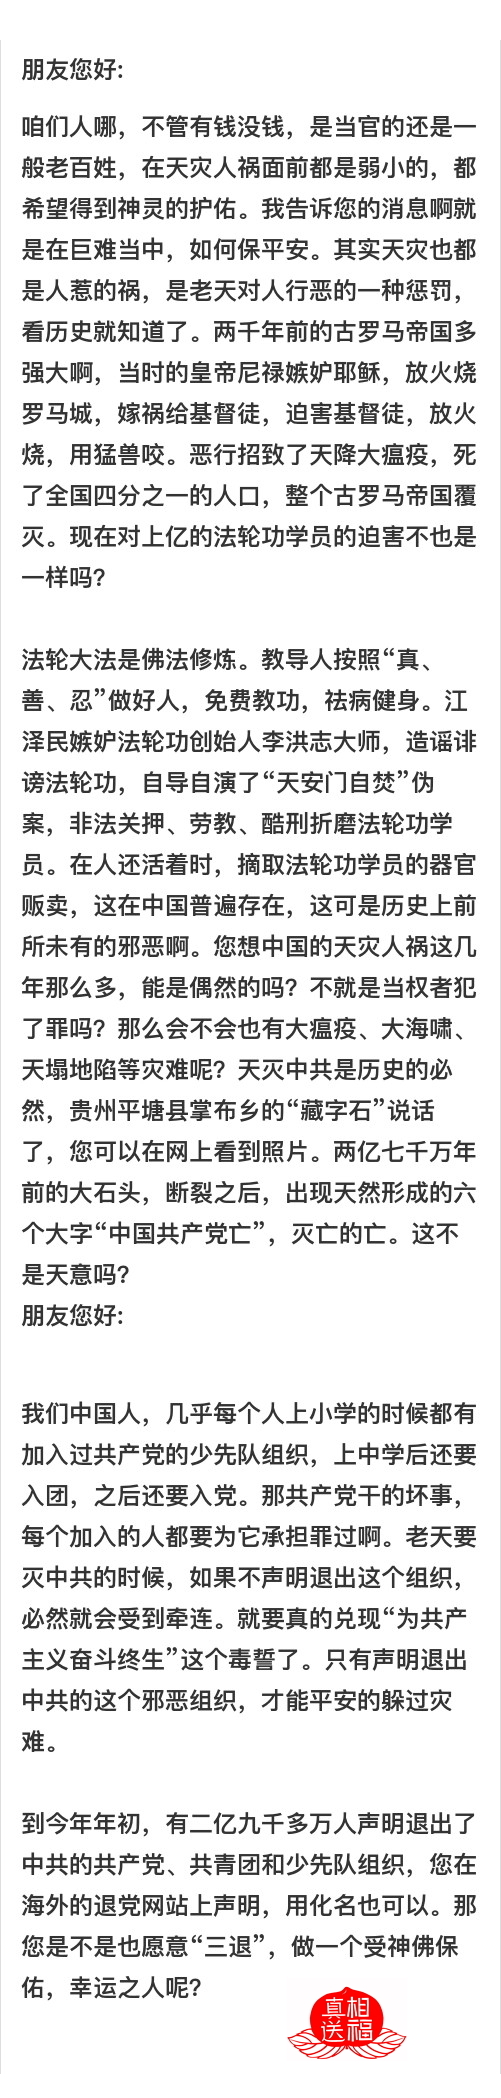 朋友您好:
咱们人哪，不管有钱没钱，是当官的还是一
般老百姓，在天灾人祸面前都是弱小的，都
希望得到神灵的护佑。我告诉您的消息啊就
是在巨难当中，如何保平安。其实天灾也都
是人惹的祸，是老天对人行恶的一种惩罚，
看历史就知道了。两千年前的古罗马帝国多
强大啊，当时的皇帝尼禄嫉妒耶稣，放火烧
罗马城，嫁祸给基督徒，迫害基督徒，放火
烧，用猛兽咬。恶行招致了天降大瘟疫，死
了全国四分之一的人口，整个古罗马帝国覆
灭。现在对上亿的法轮功学员的迫害不也是
一样吗？
法轮大法是佛法修炼。教导人按照“真、
善、忍”做好人，免费教功，祛病健身。江
泽民嫉妒法轮功创始人李洪志大师，造谣诽
谤法轮功，自导自演了“天安门自焚”伪
案，非法关押、劳教、酷刑折磨法轮功学
员。在人还活着时，摘取法轮功学员的器官
贩卖，这在中国普遍存在，这可是历史上前
所未有的邪恶啊。您想中国的天灾人祸这几
年那么多，能是偶然的吗？不就是当权者犯
了罪吗？那么会不会也有大瘟疫、大海啸、
天塌地陷等灾难呢？天灭中共是历史的必
然，贵州平塘县掌布乡的“藏字石”说话
了，您可以在网上看到照片。两亿七千万年
前的大石头，断裂之后，出现天然形成的六
个大字“中国共产党亡”，灭亡的亡。这不
是天意吗？
朋友您好:
我们中国人，几乎每个人上小学的时候都有
加入过共产党的少先队组织，上中学后还要
入团，之后还要入党。那共产党干的坏事，
每个加入的人都要为它承担罪过啊。老天要
灭中共的时候，如果不声明退出这个组织，
必然就会受到牵连。就要真的兑现“为共产
主义奋斗终生”这个毒誓了。只有声明退出
中共的这个邪恶组织，才能平安的躲过灾
难。
到今年年初，有二亿九千多万人声明退出了
中共的共产党、共青团和少先队组织，您在
海外的退党网站上声明，用化名也可以。那
您是不是也愿意“三退”，做一个受神佛保
佑，幸运之人呢？
真相
送福